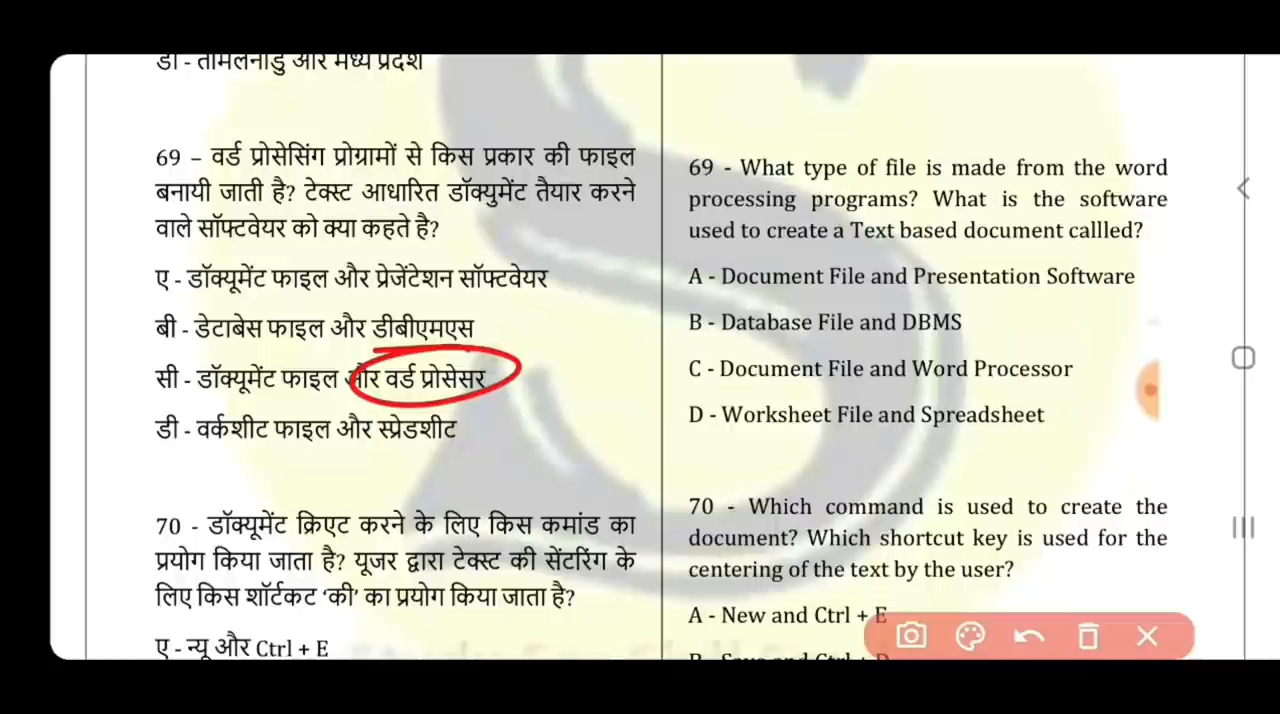 डी - तामिलनाडु और मध्य प्रदेश
69 – वर्ड प्रोसेसिंग प्रोग्रामों से किस प्रकार की फाइल
बनायी जाती है? टेक्स्ट आधारित डॉक्युमेंट तैयार करने
वाले सॉफ्टवेयर को क्या कहते है?
ए - डॉक्यूमेंट फाइल और प्रेजेंटेशन सॉफ्टवेयर
बी - डेटाबेस फाइल और डीबीएमएस
सी - डॉक्यूमेंट फाइल और वर्ड प्रोसेसर
डी - वर्कशीट फाइल और स्प्रेडशीट
70 - डॉक्यूमेंट क्रिएट करने के लिए किस कमांड का
प्रयोग किया जाता है? यूजर द्वारा टेक्स्ट की सेंटरिंग के
लिए किस शॉर्टकट ‘की’ का प्रयोग किया जाता है?
ए - न्यू और Ctrl + E
69 - What type of file is made from the word
processing programs? What is the software
used to create a Text based document callled?
A - Document File and Presentation Software
B - Database File and DBMS
C - Document File and Word Processor
D - Worksheet File and Spreadsheet
70 - Which command is used to create the
document? Which shortcut key is used for the
centering of the text by the user?
A - New and Ctrl + E
B - Save and Ctrl + D